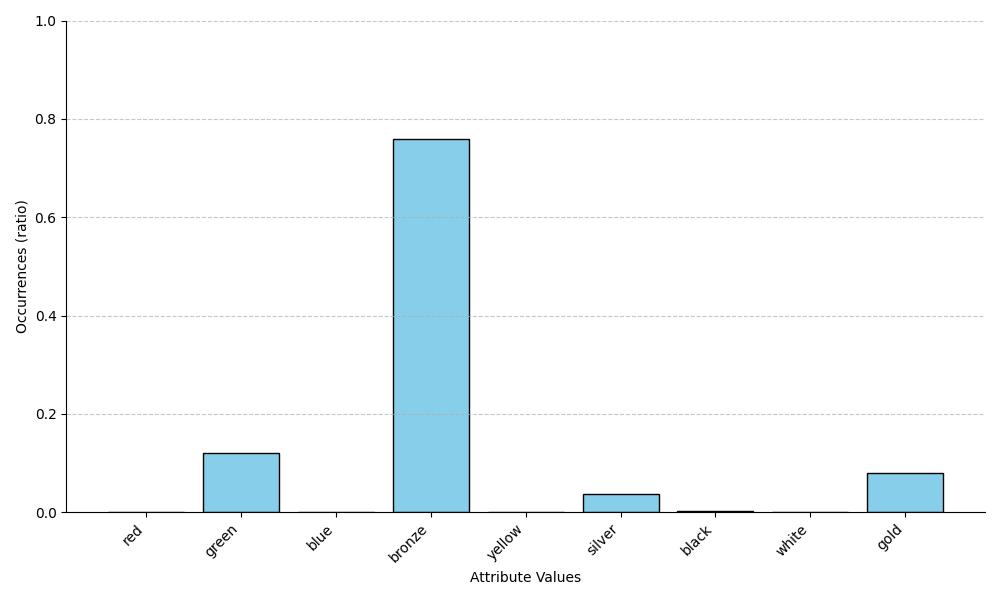 1.0
0.8
0.6
0.4
0.2
0.0
Occurrences (ratio)
red
green
blue
bronze
yellow
silver
black
white
gold
Attribute Values